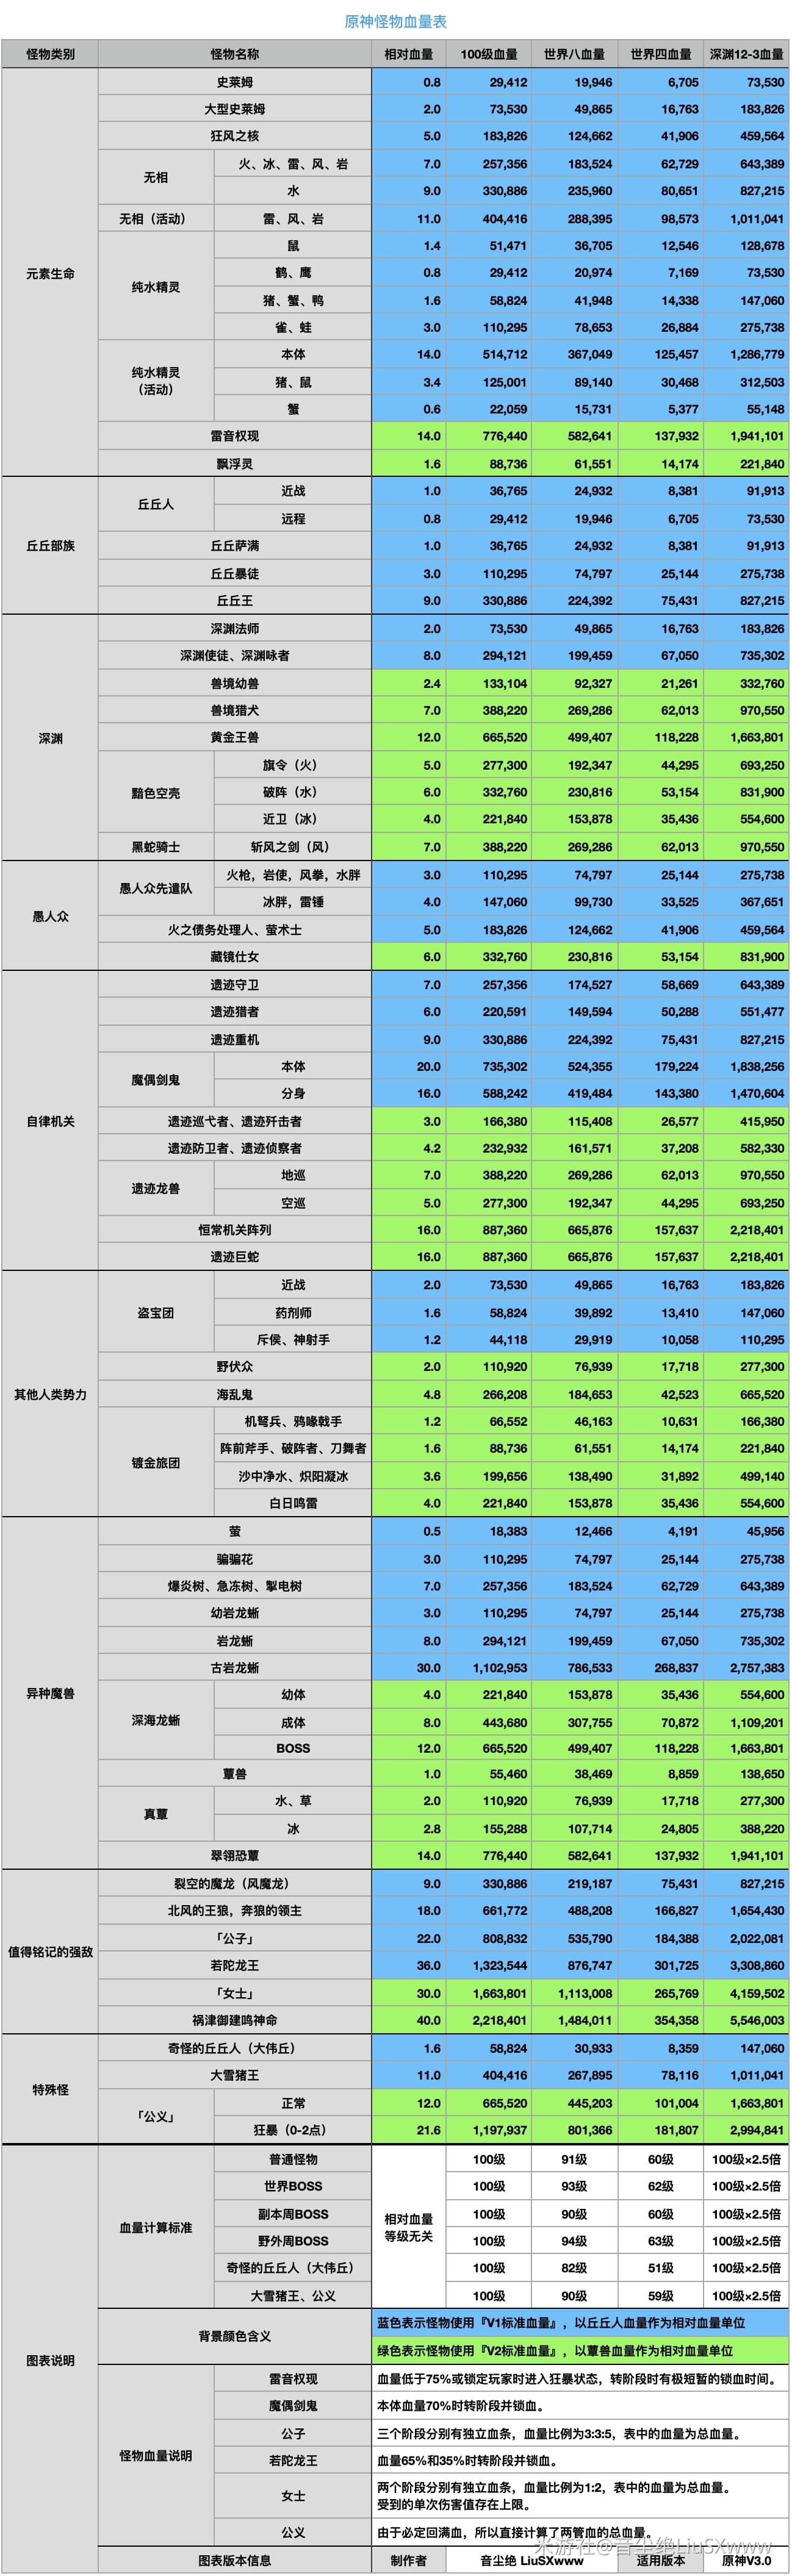 原神怪物血量表
怪物类别 怪物名称 相对血量 100级血量 世界八血量 世界四血量 深渊12-3血量
元素生命
史莱姆 0.8 29,412 19,946 6,705 73,530
大型史莱姆 2.0 73,530 49,865 16,763 183,826
狂风之核 5.0 183,826 124,662 41,906 459,564
无相 火、冰、雷、风、岩 7.0 257,356 183,524 62,729 643,389
水 9.0 330,886 235,960 80,651 827,215
无相（活动） 雷、风、岩 11.0 404,416 288,395 98,573 1,011,041
纯水精灵 鼠 1.4 51,471 36,705 12,546 128,678
鹤、鹰 0.8 29,412 20,974 7,169 73,530
猪、蟹、鸭 1.6 58,824 41,948 14,338 147,060
雀、蛙 3.0 110,295 78,653 26,884 275,738
纯水精灵（活动） 本体 14.0 514,712 367,049 125,457 1,286,779
猪、鼠 3.4 125,001 89,140 30,468 312,503
蟹 0.6 22,059 15,731 5,377 55,148
雷音权现 14.0 776,440 582,641 137,932 1,941,101
飘浮灵 1.6 88,736 61,551 14,174 221,840
丘丘部族
丘丘人 近战 1.0 36,765 24,932 8,381 91,913
远程 0.8 29,412 19,946 6,705 73,530
丘丘萨满 1.0 36,765 24,932 8,381 91,913
丘丘暴徒 3.0 110,295 74,797 25,144 275,738
丘丘王 9.0 330,886 224,392 75,431 827,215
深渊
深渊法师 2.0 73,530 49,865 16,763 183,826
深渊使徒、深渊咏者 8.0 294,121 199,459 67,050 735,302
兽境幼兽 2.4 133,104 92,327 21,261 332,760
兽境猎犬 7.0 388,220 269,286 62,013 970,550
黄金王兽 12.0 665,520 499,407 118,228 1,663,801
黯色空壳 旗令（火） 5.0 277,300 192,347 44,295 693,250
破阵（水） 6.0 332,760 230,816 53,154 831,900
近卫（冰） 4.0 221,840 153,878 35,436 554,600
黑蛇骑士 斩风之剑（风） 7.0 388,220 269,286 62,013 970,550
愚人众
愚人众先遣队 火枪，岩使，风拳，水胖 3.0 110,295 74,797 25,144 275,738
冰胖，雷锤 4.0 147,060 99,730 33,525 367,651
火之债务处理人、萤术士 5.0 183,826 124,662 41,906 459,564
藏镜仕女 6.0 332,760 230,816 53,154 831,900
自律机关
遗迹守卫 7.0 257,356 174,527 58,669 643,389
遗迹猎者 6.0 220,591 149,594 50,288 551,477
遗迹重机 9.0 330,886 224,392 75,431 827,215
魔偶剑鬼 本体 20.0 735,302 524,355 179,224 1,838,256
分身 16.0 588,242 419,484 143,380 1,470,604
遗迹巡弋者、遗迹歼击者 3.0 166,380 115,408 26,577 415,950
遗迹防卫者、遗迹侦察者 4.2 232,932 161,571 37,208 582,330
遗迹龙兽 地巡 7.0 388,220 269,286 62,013 970,550
空巡 5.0 277,300 192,347 44,295 693,250
恒常机关阵列 16.0 887,360 665,876 157,637 2,218,401
遗迹巨蛇 16.0 887,360 665,876 157,637 2,218,401
其他人类势力
盗宝团 近战 2.0 73,530 49,865 16,763 183,826
药剂师 1.6 58,824 39,892 13,410 147,060
斥侯、神射手 1.2 44,118 29,919 10,058 110,295
野伏众 2.0 110,920 76,939 17,718 277,300
海乱鬼 4.8 266,208 184,653 42,523 665,520
镀金旅团 机弩兵、鸦喙戟手 1.2 66,552 46,163 10,631 166,380
阵前斧手、破阵者、刀舞者 1.6 88,736 61,551 14,174 221,840
沙中净水、炽阳凝冰 3.6 199,656 138,490 31,892 499,140
白日鸣雷 4.0 221,840 153,878 35,436 554,600
异种魔兽
萤 0.5 18,383 12,466 4,191 45,956
骗骗花 3.0 110,295 74,797 25,144 275,738
爆炎树、急冻树、掣电树 7.0 257,356 183,524 62,729 643,389
幼岩龙蜥 3.0 110,295 74,797 25,144 275,738
岩龙蜥 8.0 294,121 199,459 67,050 735,302
古岩龙蜥 30.0 1,102,953 786,533 268,837 2,757,383
深海龙蜥 幼体 4.0 221,840 153,878 35,436 554,600
成体 8.0 443,680 307,755 70,872 1,109,201
BOSS 12.0 665,520 499,407 118,228 1,663,801
蕈兽 1.0 55,460 38,469 8,859 138,650
真蕈 水、草 2.0 110,920 76,939 17,718 277,300
冰 2.8 155,288 107,714 24,805 388,220
翠翎恐蕈 14.0 776,440 582,641 137,932 1,941,101
值得铭记的强敌
裂空的魔龙（风魔龙） 9.0 330,886 219,187 75,431 827,215
北风的王狼，奔狼的领主 18.0 661,772 488,208 166,827 1,654,430
「公子」 22.0 808,832 535,790 184,388 2,022,081
若陀龙王 36.0 1,323,544 876,747 301,725 3,308,860
「女士」 30.0 1,663,801 1,113,008 265,769 4,159,502
祸津御建鸣神命 40.0 2,218,401 1,484,011 354,358 5,546,003
特殊怪
奇怪的丘丘人（大伟丘） 1.6 58,824 30,933 8,359 147,060
大雪猪王 11.0 404,416 267,895 78,116 1,011,041
「公义」 正常 12.0 665,520 445,203 101,004 1,663,801
狂暴（0-2点） 21.6 1,197,937 801,366 181,807 2,994,841
图表说明
血量计算标准 相对血量等级无关
普通怪物 100级 91级 60级 100级×2.5倍
世界BOSS 100级 93级 62级 100级×2.5倍
副本周BOSS 100级 90级 60级 100级×2.5倍
野外周BOSS 100级 94级 63级 100级×2.5倍
奇怪的丘丘人（大伟丘） 100级 82级 51级 100级×2.5倍
大雪猪王、公义 100级 90级 59级 100级×2.5倍
背景颜色含义 蓝色表示怪物使用『V1标准血量』，以丘丘人血量作为相对血量单位
绿色表示怪物使用『V2标准血量』，以蕈兽血量作为相对血量单位
怪物血量说明
雷音权现 血量低于75%或锁定玩家时进入狂暴状态，转阶段时有极短暂的锁血时间。
魔偶剑鬼 本体血量70%时转阶段并锁血。
公子 三个阶段分别有独立血条，血量比例为3:3:5，表中的血量为总血量。
若陀龙王 血量65%和35%时转阶段并锁血。
女士 两个阶段分别有独立血条，血量比例为1:2，表中的血量为总血量。
受到的单次伤害值存在上限。
公义 由于必定回满血，所以直接计算了两管血的总血量。
图表版本信息 制作者 音尘绝 LiuSXwww 适用版本 原神V3.0
米游社@音尘绝LiuSXwww